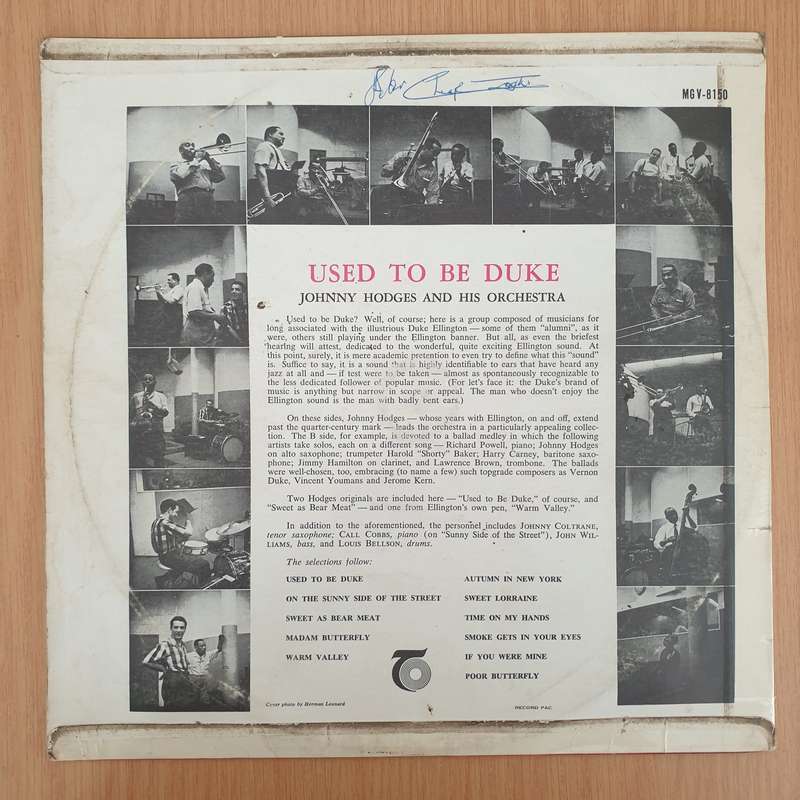 MGV-8150
USED TO BE DUKE
JOHNNY HODGES AND HIS ORCHESTRA
Used to be Duke? Well, of course; here is a group composed of musicians for
long associated with the illustrious Duke Ellington — some of them "alumni", as it
were, others still playing under the Ellington banner. But all, as even the briefest
hearing will attest, dedicated to the wonderful, quite exciting Ellington sound. At
this point, surely, it is mere academic pretention to even try to define what this "sound"
is. Suffice to say, it is a sound that is highly identifiable to ears that have heard any
jazz at all and — if test were to be taken — almost as spontaneously recognizable to
the less dedicated follower of popular music. (For let's face it: the Duke's brand of
music is anything but narrow in scope or appeal. The man who doesn't enjoy the
Ellington sound is the man with badly bent ears.)
On these sides, Johnny Hodges — whose years with Ellington, on and off, extend
past the quarter-century mark — leads the orchestra in a particularly appealing collec-
tion. The B side, for example, is devoted to a ballad medley in which the following
artists take solos, each on a different song — Richard Powell, piano; Johnny Hodges
on alto saxophone; trumpeter Harold "Shorty" Baker; Harry Carney, baritone saxo-
phone; Jimmy Hamilton on clarinet, and Lawrence Brown, trombone. The ballads
were well-chosen, too, embracing (to name a few) such topgrade composers as Vernon
Duke, Vincent Youmans and Jerome Kern.
Two Hodges originals are included here — "Used to Be Duke," of course, and
"Sweet as Bear Meat" — and one from Ellington's own pen, "Warm Valley."
In addition to the aforementioned, the personnel includes JOHNNY COLTRANE,
tenor saxophone; CALL COBBS, piano (on "Sunny Side of the Street"), JOHN WIL-
LIAMS, bass, and LOUIS BELLSON, drums.
The selections follow:
USED TO BE DUKE
ON THE SUNNY SIDE OF THE STREET
SWEET AS BEAR MEAT
MADAM BUTTERFLY
WARM VALLEY
AUTUMN IN NEW YORK
SWEET LORRAINE
TIME ON MY HANDS
SMOKE GETS IN YOUR EYES
IF YOU WERE MINE
POOR BUTTERFLY
Cover photo by Herman Leonard
RECORD PAC